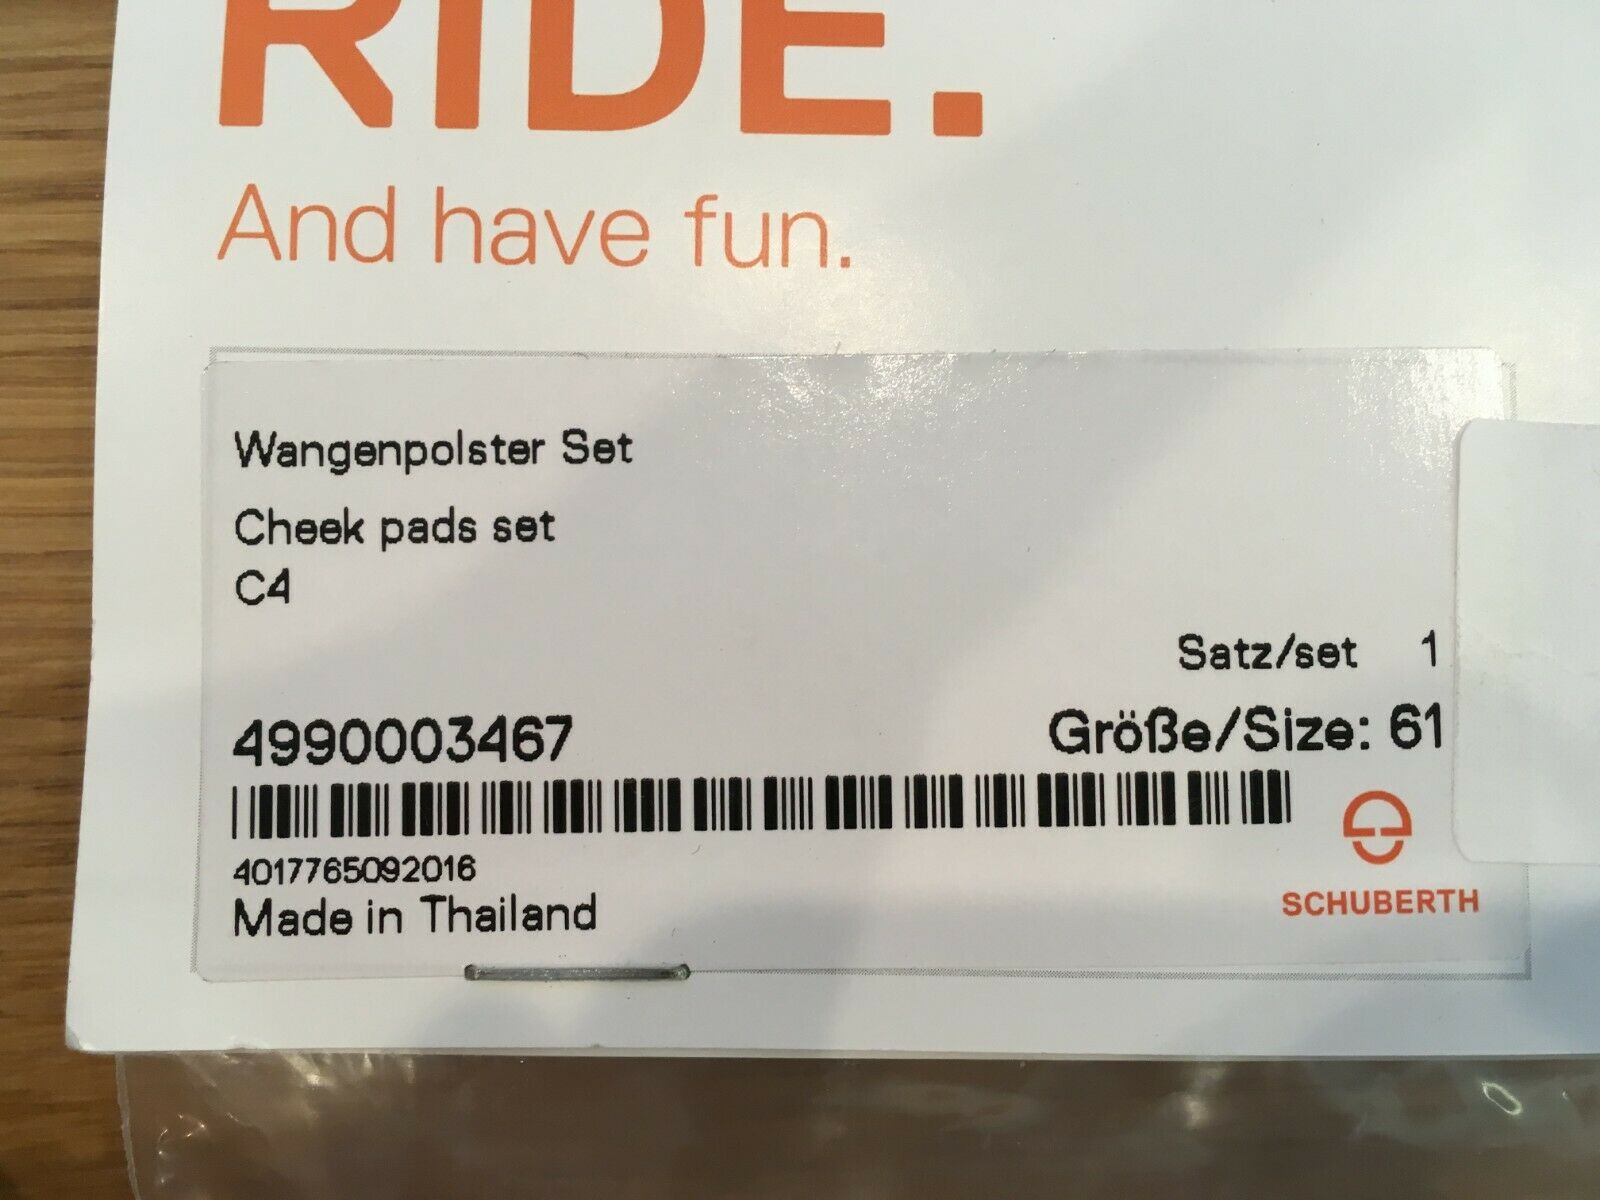 RIDE.
And have fun.
Wangenpolster Set
Cheek pads set
C4
Satz/set 1
4990003467 Größe/Size: 61
4017765092016
Made in Thailand
SCHUBERTH